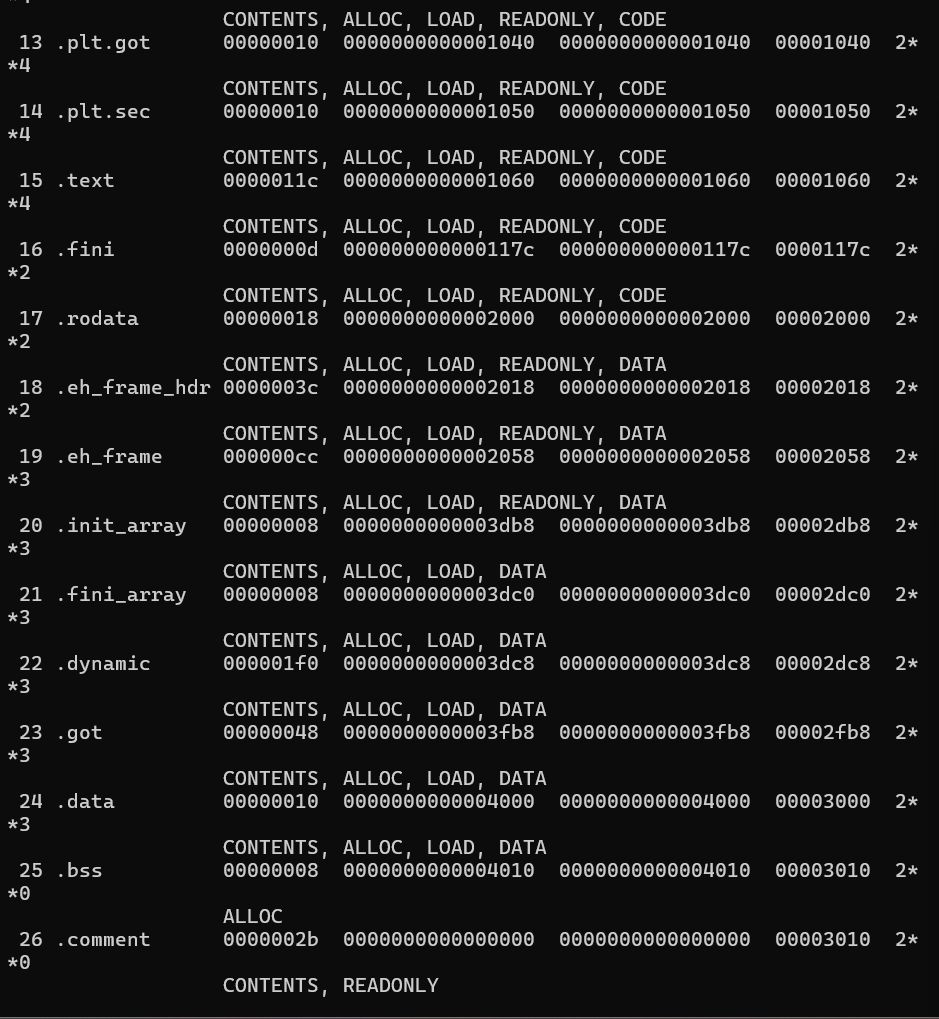 CONTENTS, ALLOC, LOAD, READONLY, CODE
13 .plt.got 00000010 0000000000001040 0000000000001040 00001040 2*
*4
CONTENTS, ALLOC, LOAD, READONLY, CODE
14 .plt.sec 00000010 0000000000001050 0000000000001050 00001050 2*
*4
CONTENTS, ALLOC, LOAD, READONLY, CODE
15 .text 0000011c 0000000000001060 0000000000001060 00001060 2*
*4
CONTENTS, ALLOC, LOAD, READONLY, CODE
16 .fini 0000000d 000000000000117c 000000000000117c 0000117c 2*
*2
CONTENTS, ALLOC, LOAD, READONLY, CODE
17 .rodata 00000018 0000000000002000 0000000000002000 00002000 2*
*2
CONTENTS, ALLOC, LOAD, READONLY, DATA
18 .eh_frame_hdr 0000003c 0000000000002018 0000000000002018 00002018 2*
*2
CONTENTS, ALLOC, LOAD, READONLY, DATA
19 .eh_frame 000000cc 0000000000002058 0000000000002058 00002058 2*
*3
CONTENTS, ALLOC, LOAD, READONLY, DATA
20 .init_array 00000008 0000000000003db8 0000000000003db8 00002db8 2*
*3
CONTENTS, ALLOC, LOAD, DATA
21 .fini_array 00000008 0000000000003dc0 0000000000003dc0 00002dc0 2*
*3
CONTENTS, ALLOC, LOAD, DATA
22 .dynamic 000001f0 0000000000003dc8 0000000000003dc8 00002dc8 2*
*3
CONTENTS, ALLOC, LOAD, DATA
23 .got 00000048 0000000000003fb8 0000000000003fb8 00002fb8 2*
*3
CONTENTS, ALLOC, LOAD, DATA
24 .data 00000010 0000000000004000 0000000000004000 00003000 2*
*3
CONTENTS, ALLOC, LOAD, DATA
25 .bss 00000008 0000000000004010 0000000000004010 00003010 2*
*0
ALLOC
26 .comment 0000002b 0000000000000000 0000000000000000 00003010 2*
*0
CONTENTS, READONLY